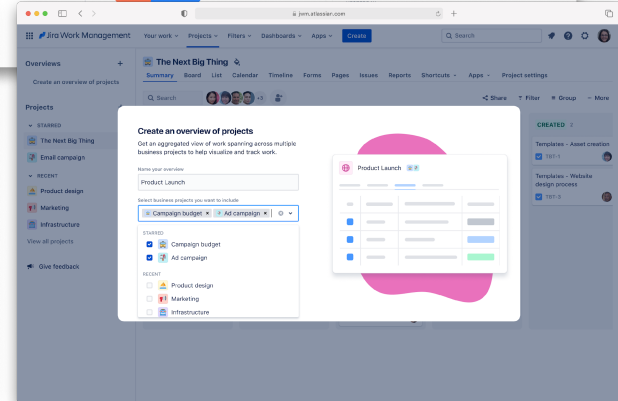 jwm.atlassian.com
Jira Work Management
Your work
Projects
Filters
Dashboards
Apps
Create
Search
Overviews
+
Create an overview of projects
Projects
STARRED
The Next Big Thing
Email campaign
RECENT
Product design
Marketing
Infrastructure
View all projects
Give feedback
The Next Big Thing
Summary
Board
List
Calendar
Timeline
Forms
Pages
Issues
Reports
Shortcuts
Apps
Project settings
Search
+3
Share
Filter
Group
More
CREATED 2
Templates - Asset creation
TBT-1
Templates - Website
design process
TBT-3
Create an overview of projects
Get an aggregated view of work spanning across multiple
business projects to help visualize and track work.
Name your overview
Product Launch
Select business projects you want to include
Campaign budget ×
Ad campaign ×
STARRED
Campaign budget
Ad campaign
RECENT
Product design
Marketing
Infrastructure
Product Launch